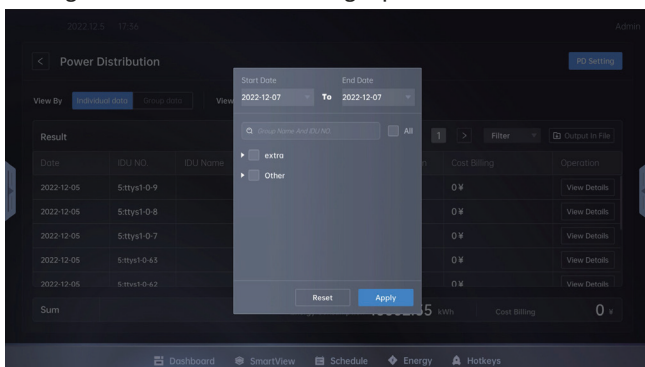 2022.12.5 17:56 Admin
Power Distribution PD Setting
Start Date End Date
2022-12-07 To 2022-12-07
View By Individual data Group data View
Group Name And IDU NO. All
Result 1 Filter Output In File
Date IDU NO. IDU Name Cost Billing Operation
extra
Other
2022-12-05 5:ttys1-0-9 0¥ View Details
2022-12-05 5:ttys1-0-8 0¥ View Details
2022-12-05 5:ttys1-0-7 0¥ View Details
2022-12-05 5:ttys1-0-63 0¥ View Details
2022-12-05 5:ttys1-0-62 0¥ View Details
Reset Apply
Sum kWh Cost Billing 0 ¥
Dashboard SmartView Schedule Energy Hotkeys